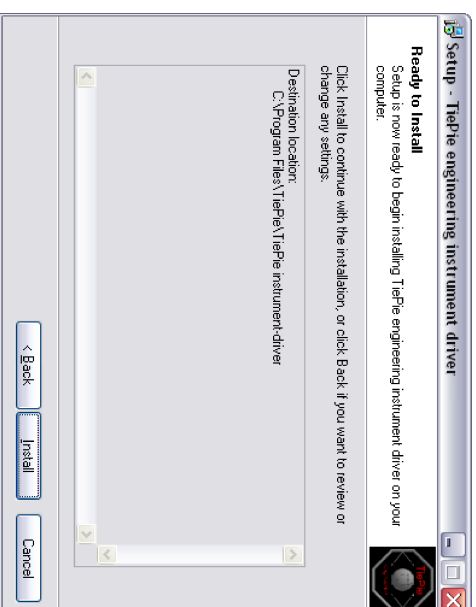 Setup - TiePie engineering instrument driver
Ready to Install
Setup is now ready to begin installing TiePie engineering instrument driver on your
computer.
TiePie
Click Install to continue with the installation, or click Back if you want to review or
change any settings.
Destination location:
C:\Program Files\TiePie\TiePie instrument-driver
< Back
Install
Cancel